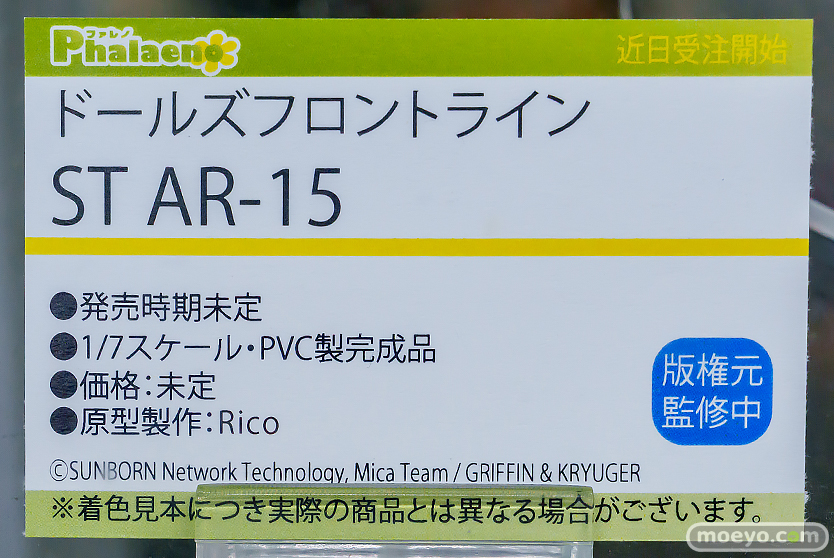 ファレノ
Phalaeno
近日受注開始
ドールズフロントライン
ST AR-15
●発売時期未定
●1/7スケール・PVC製完成品
●価格：未定
●原型製作：Rico
版権元
監修中
©SUNBORN Network Technology, Mica Team / GRIFFIN & KRYUGER
※着色見本につき実際の商品とは異なる場合がございます。
moeyo.com